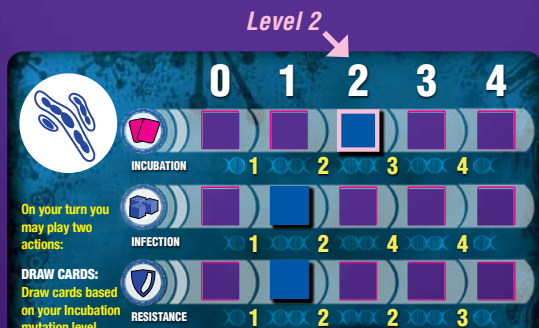 Level 2
0 1 2 3 4
INCUBATION
1 2 3 4
On your turn you
may play two
actions:
INFECTION
1 2 4 4
DRAW CARDS:
Draw cards based
on your Incubation
mutation level
RESISTANCE
1 2 2 3